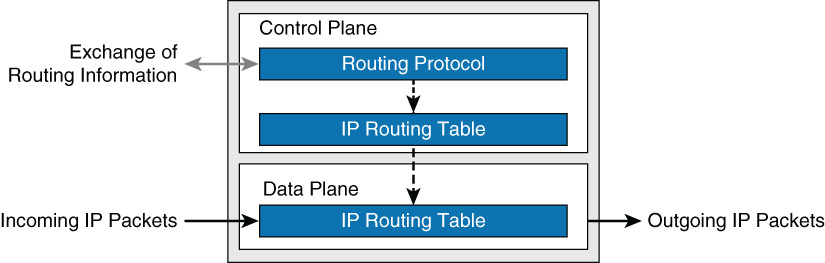 Control Plane
Exchange of
Routing Information
Routing Protocol
IP Routing Table
Data Plane
Incoming IP Packets
IP Routing Table
Outgoing IP Packets